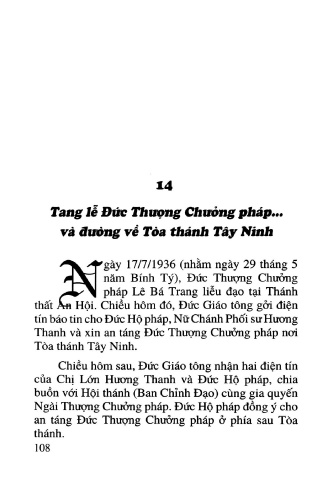 14
Tang lễ Đức Thượng Chưởng pháp...
và đường về Tòa thánh Tây Ninh
Ngày 17/7/1936 (nhằm ngày 29 tháng 5
năm Bính Tý), Đức Thượng Chưởng
pháp Lê Bá Trang liễu đạo tại Thánh
thất An Hội. Chiều hôm đó, Đức Giáo tông gởi điện
tín báo tin cho Đức Hộ pháp, Nữ Chánh Phối sư Hương
Thanh và xin an táng Đức Thượng Chưởng pháp nơi
Tòa thánh Tây Ninh.
Chiều hôm sau, Đức Giáo tông nhận hai điện tín
của Chị Lớn Hương Thanh và Đức Hộ pháp, chia
buồn với Hội thánh (Ban Chỉnh Đạo) cùng gia quyến
Ngài Thượng Chưởng pháp. Đức Hộ pháp đồng ý cho
an táng Đức Thượng Chưởng pháp ở phía sau Tòa
thánh.
108